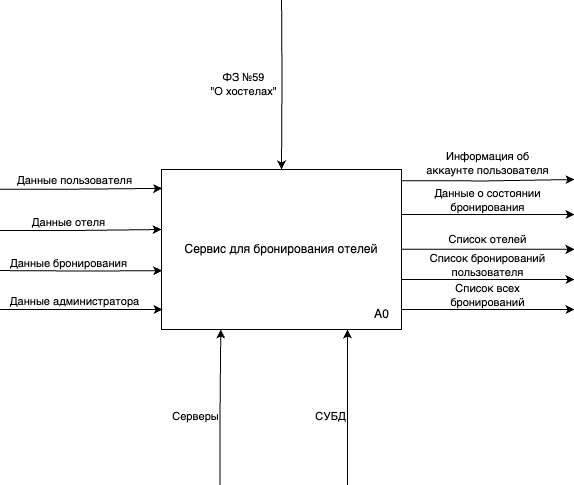 ФЗ №59
"О хостелах"
Данные пользователя
Данные отеля
Данные бронирования
Данные администратора
Сервис для бронирования отелей
A0
Информация об
аккаунте пользователя
Данные о состоянии
бронирования
Список отелей
Список бронирований
пользователя
Список всех
бронирований
Серверы
СУБД